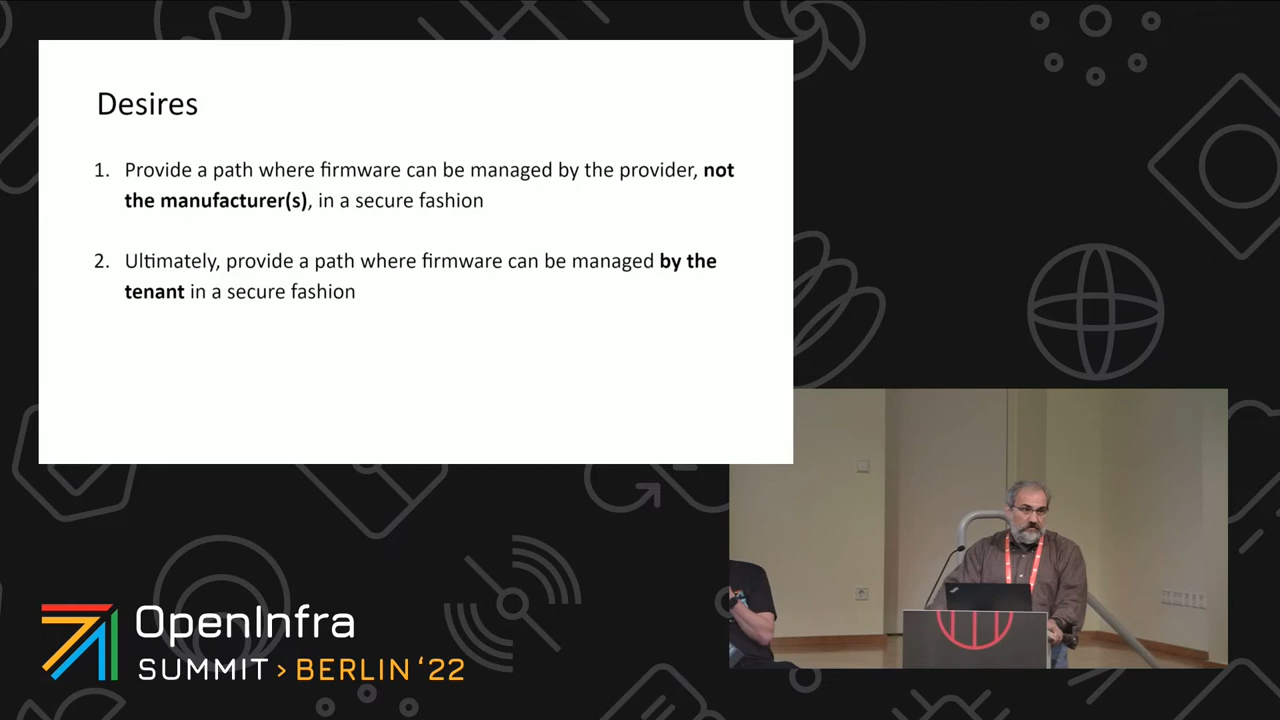 Desires
1. Provide a path where firmware can be managed by the provider, not
the manufacturer(s), in a secure fashion
2. Ultimately, provide a path where firmware can be managed by the
tenant in a secure fashion
OpenInfra
SUMMIT > BERLIN ‘22